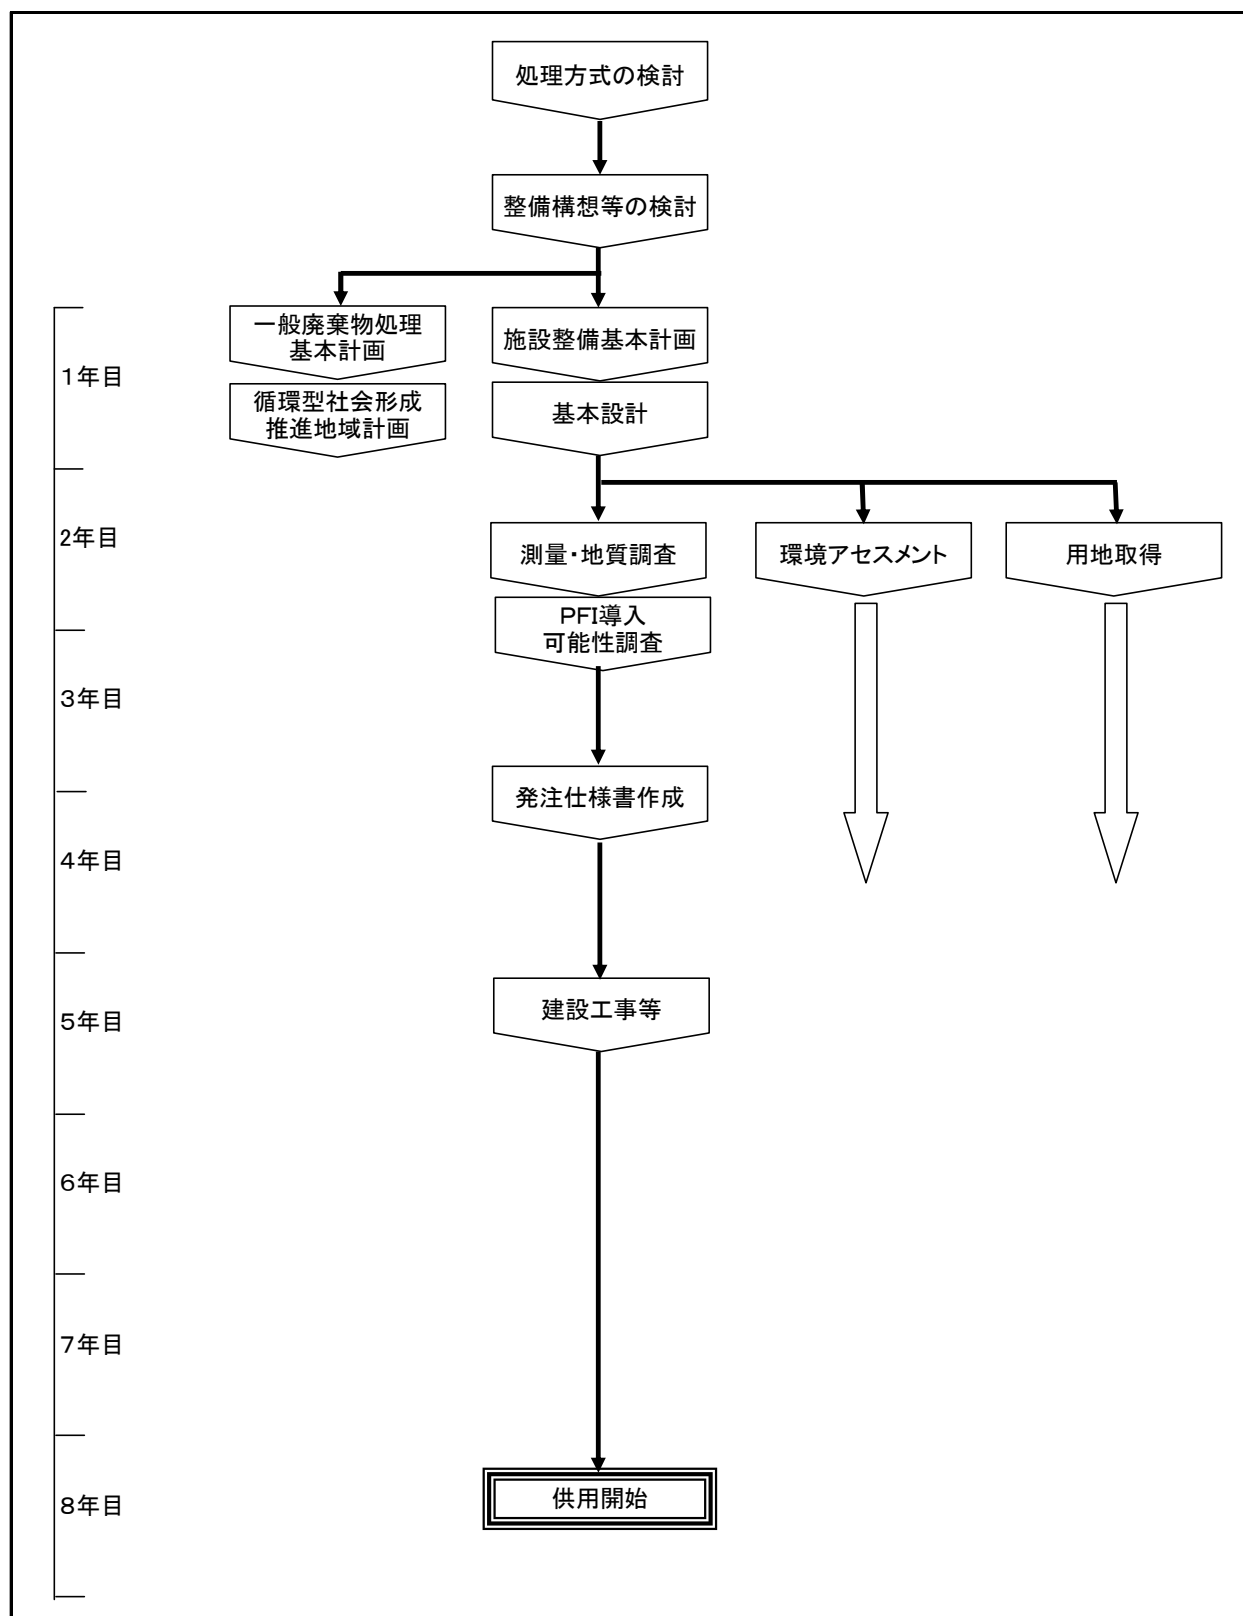 処理方式の検討
整備構想等の検討
一般廃棄物処理
基本計画
施設整備基本計画
1年目
循環型社会形成
推進地域計画
基本設計
2年目
測量・地質調査
環境アセスメント
用地取得
PFI導入
可能性調査
3年目
発注仕様書作成
4年目
建設工事等
5年目
6年目
7年目
供用開始
8年目